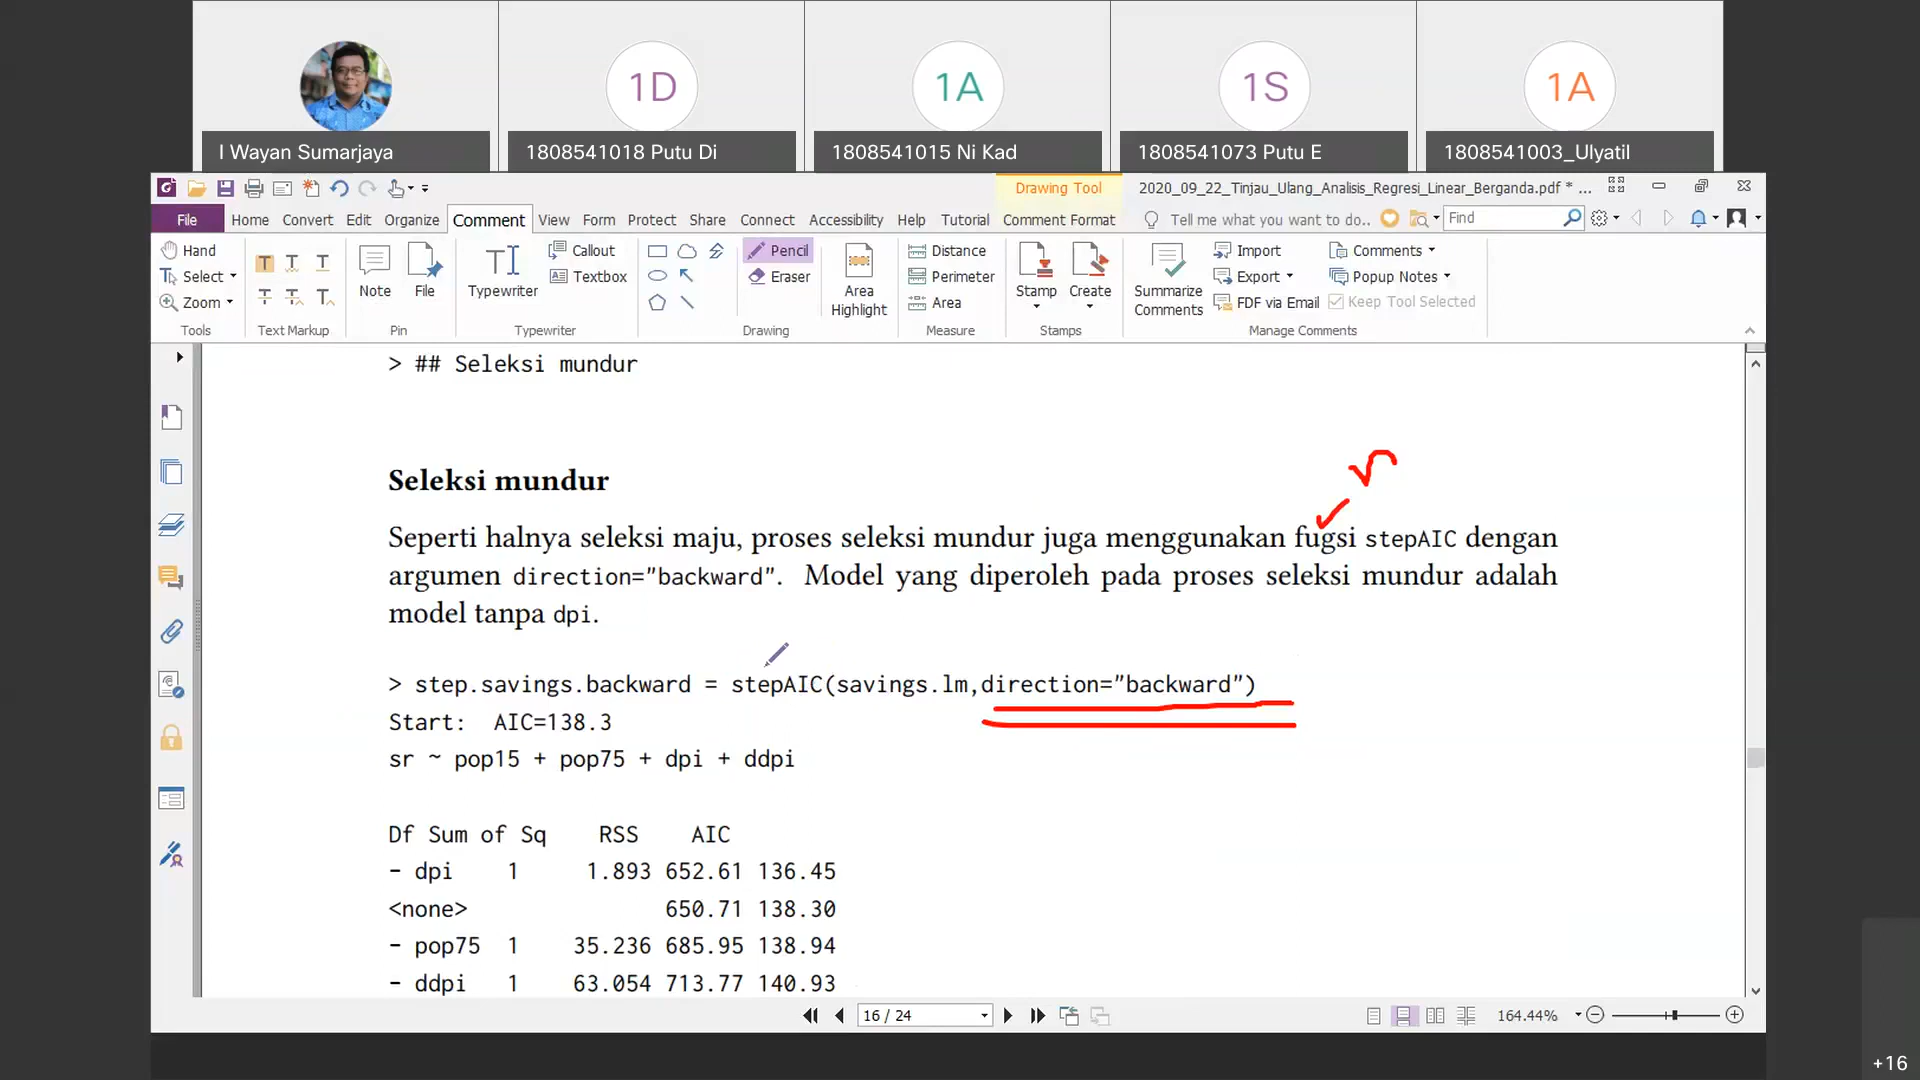 1D
1A
1S
1A
I Wayan Sumarjaya
1808541018 Putu Di
1808541015 Ni Kad
1808541073 Putu E
1808541003_Ulyatil
Drawing Tool
2020_09_22_Tinjau_Ulang_Analisis_Regresi_Linear_Berganda.pdf * ...
File Home Convert Edit Organize Comment View Form Protect Share Connect Accessibility Help Tutorial Comment Format Tell me what you want to do.. Find
Hand
Select
Zoom
Tools
Text Markup
Note
File
Pin
Typewriter
Callout
Textbox
Typewriter
Pencil
Eraser
Area
Highlight
Drawing
Distance
Perimeter
Area
Measure
Stamp
Create
Stamps
Summarize
Comments
Import
Export
FDF via Email
Comments
Popup Notes
Keep Tool Selected
Manage Comments
> ## Seleksi mundur
Seleksi mundur
Seperti halnya seleksi maju, proses seleksi mundur juga menggunakan fugsi stepAIC dengan
argumen direction="backward". Model yang diperoleh pada proses seleksi mundur adalah
model tanpa dpi.
> step.savings.backward = stepAIC(savings.lm,direction="backward")
Start: AIC=138.3
sr ~ pop15 + pop75 + dpi + ddpi
Df Sum of Sq RSS AIC
- dpi 1 1.893 652.61 136.45
<none> 650.71 138.30
- pop75 1 35.236 685.95 138.94
- ddpi 1 63.054 713.77 140.93
16 / 24
164.44%
+16